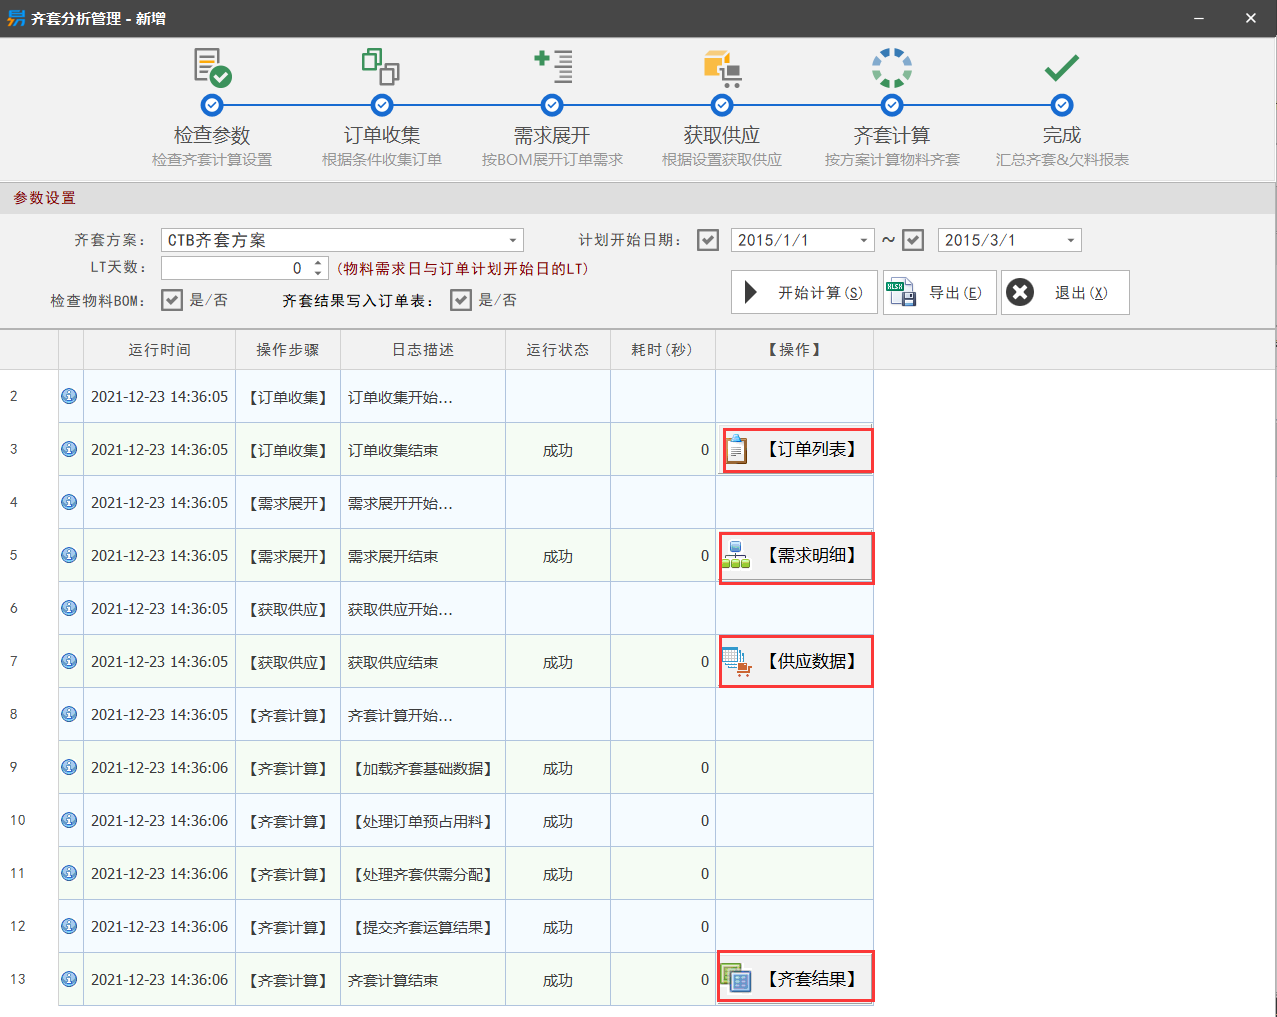 齐套分析管理 - 新增
检查参数 订单收集 需求展开 获取供应 齐套计算 完成
检查齐套计算设置 根据条件收集订单 按BOM展开订单需求 根据设置获取供应 按方案计算物料齐套 汇总齐套&欠料报表
参数设置
齐套方案: CTB齐套方案 计划开始日期: 2015/1/1 ~ 2015/3/1
LT天数: 0 (物料需求日与订单计划开始日的LT)
检查物料BOM: 是/否 齐套结果写入订单表: 是/否 开始计算(S) XLSX 导出(E) 退出(X)
运行时间 操作步骤 日志描述 运行状态 耗时(秒) 【操作】
2 2021-12-23 14:36:05 【订单收集】 订单收集开始...
3 2021-12-23 14:36:05 【订单收集】 订单收集结束 成功 0 【订单列表】
4 2021-12-23 14:36:05 【需求展开】 需求展开开始...
5 2021-12-23 14:36:05 【需求展开】 需求展开结束 成功 0 【需求明细】
6 2021-12-23 14:36:05 【获取供应】 获取供应开始...
7 2021-12-23 14:36:05 【获取供应】 获取供应结束 成功 0 【供应数据】
8 2021-12-23 14:36:05 【齐套计算】 齐套计算开始...
9 2021-12-23 14:36:06 【齐套计算】 【加载齐套基础数据】 成功 0
10 2021-12-23 14:36:06 【齐套计算】 【处理订单预占用料】 成功 0
11 2021-12-23 14:36:06 【齐套计算】 【处理齐套供需分配】 成功 0
12 2021-12-23 14:36:06 【齐套计算】 【提交齐套运算结果】 成功 0
13 2021-12-23 14:36:06 【齐套计算】 齐套计算结束 成功 0 【齐套结果】